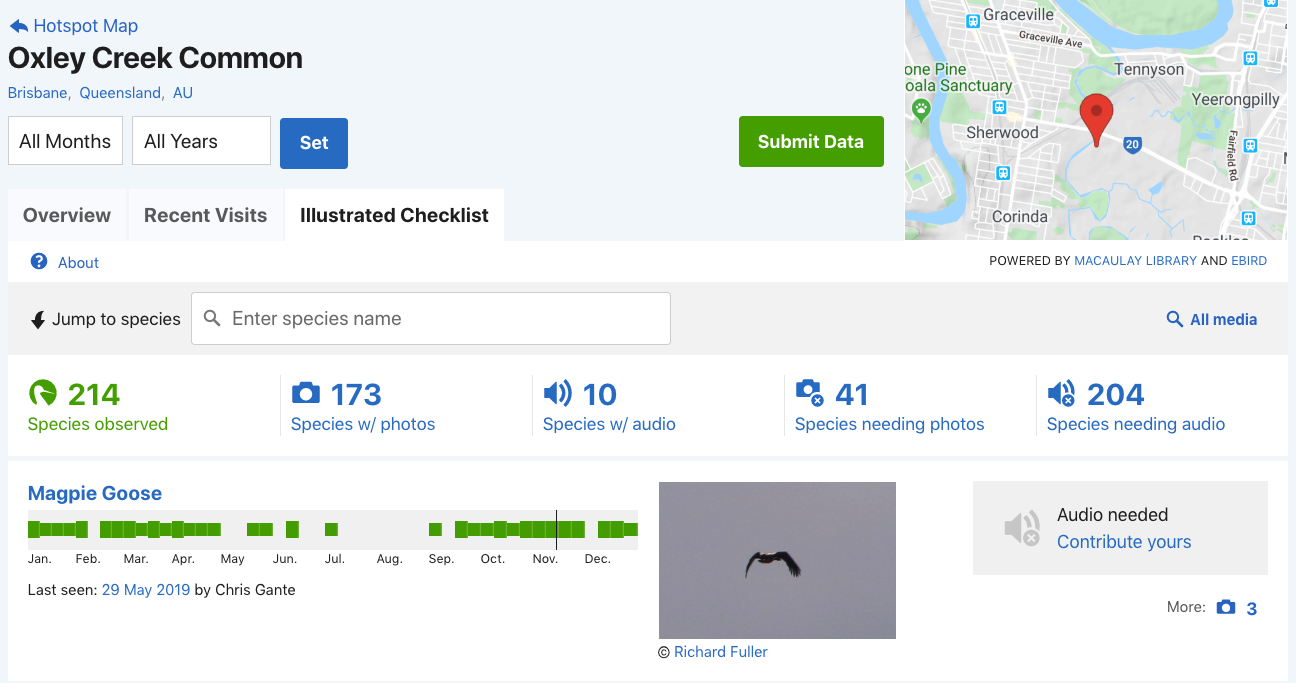 Hotspot Map
Oxley Creek Common
Brisbane, Queensland, AU
All Months
All Years
Set
Submit Data
Graceville
Graceville Ave
Tennyson
one Pine
oala Sanctuary
Yeerongpilly
Sherwood
20
Fairfield Rd
Corinda
Overview
Recent Visits
Illustrated Checklist
? About
POWERED BY MACAULAY LIBRARY AND EBIRD
Jump to species
Enter species name
All media
214
Species observed
173
Species w/ photos
10
Species w/ audio
41
Species needing photos
204
Species needing audio
Magpie Goose
Jan. Feb. Mar. Apr. May Jun. Jul. Aug. Sep. Oct. Nov. Dec.
Last seen: 29 May 2019 by Chris Gante
© Richard Fuller
Audio needed
Contribute yours
More: 3